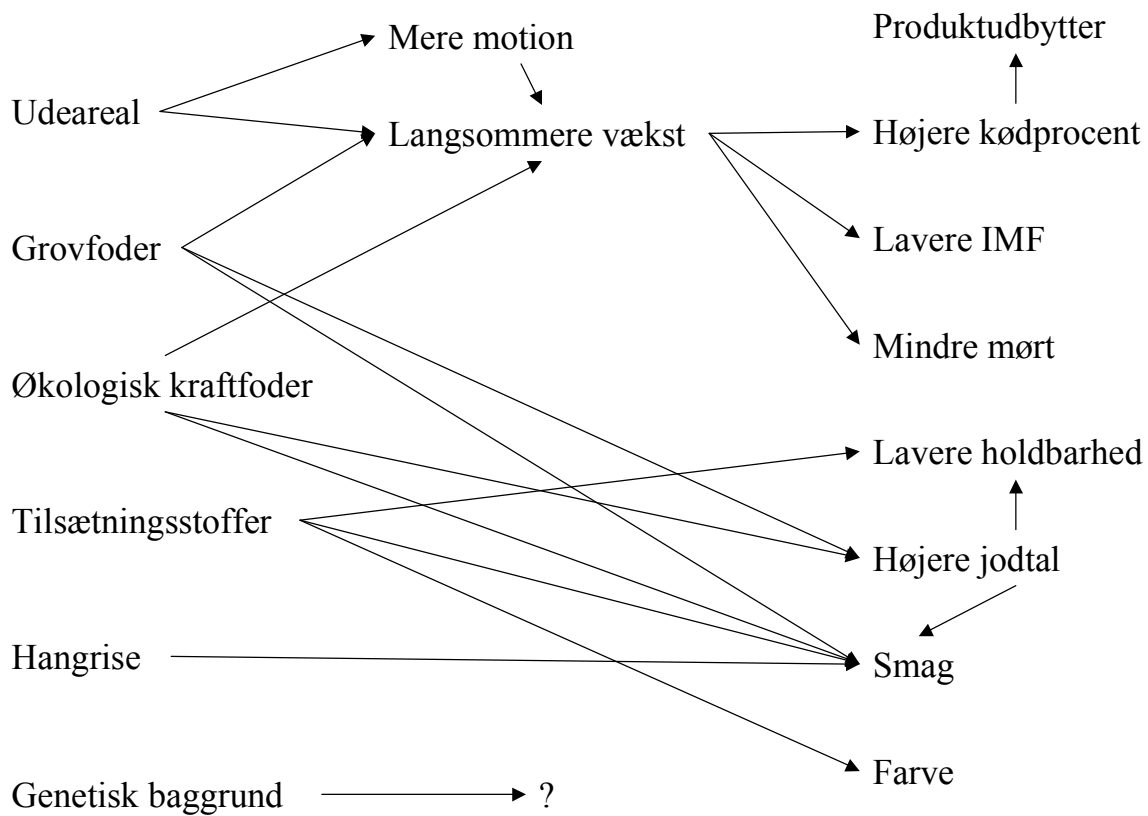 Mere motion
Produktudbytter
Udeareal
Langsommere vækst
Højere kødprocent
Grovfoder
Lavere IMF
Mindre mørt
Økologisk kraftfoder
Lavere holdbarhed
Tilsætningsstoffer
Højere jodtal
Hangrise
Smag
Farve
Genetisk baggrund
?